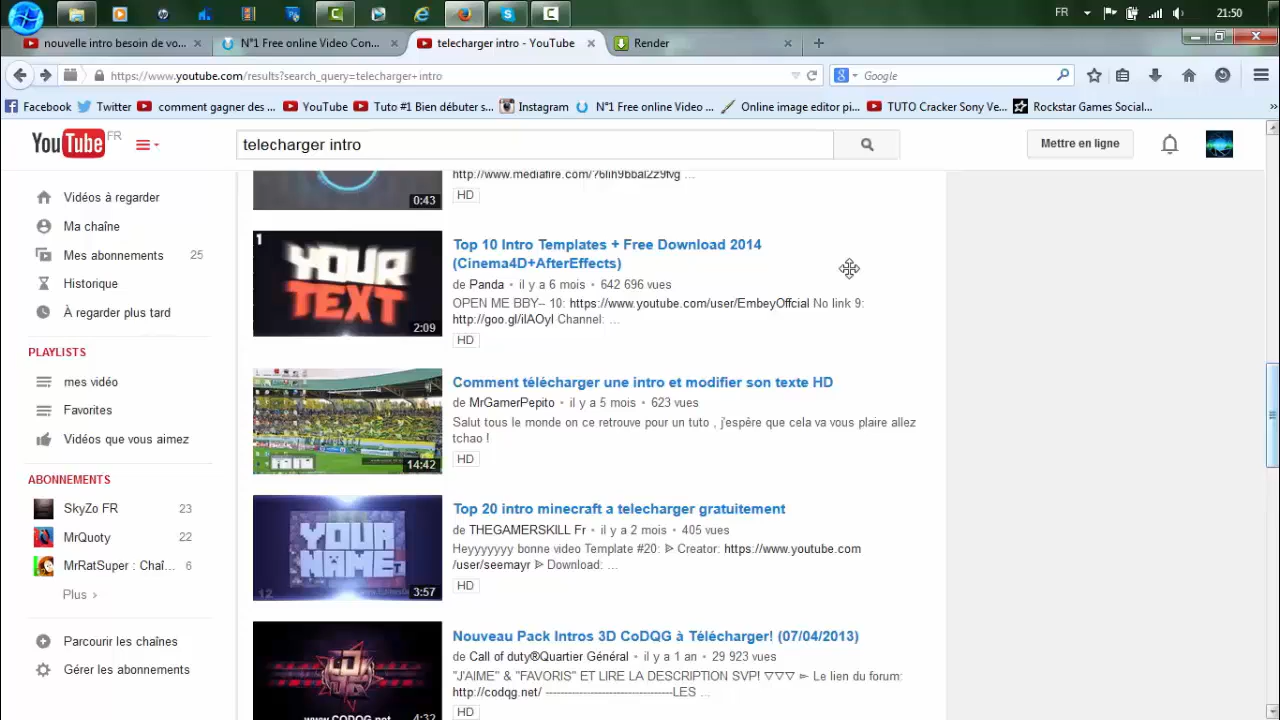 FR
21:50
nouvelle intro besoin de vo...
N°1 Free online Video Con...
telecharger intro - YouTube
Render
https://www.youtube.com/results?search_query=telecharger+intro
Google
Facebook
Twitter
comment gagner des ...
YouTube
Tuto #1 Bien débuter s...
Instagram
N°1 Free online Video ...
Online image editor pi...
TUTO Cracker Sony Ve...
Rockstar Games Social...
YouTube FR
telecharger intro
Mettre en ligne
Vidéos à regarder
Ma chaîne
Mes abonnements 25
Historique
À regarder plus tard
PLAYLISTS
mes vidéo
Favorites
Vidéos que vous aimez
ABONNEMENTS
SkyZo FR 23
MrQuoty 22
MrRatSuper : Chaî... 6
Plus ›
Parcourir les chaînes
Gérer les abonnements
0:43
HD
1
YOUR
TEXT
2:09
Top 10 Intro Templates + Free Download 2014
(Cinema4D+AfterEffects)
de Panda • il y a 6 mois • 642 696 vues
OPEN ME BBY-- 10: https://www.youtube.com/user/EmbeyOffcial No link 9:
http://goo.gl/ilAOyI Channel: ...
HD
14:42
Comment télécharger une intro et modifier son texte HD
de MrGamerPepito • il y a 5 mois • 623 vues
Salut tous le monde on ce retrouve pour un tuto , j'espère que cela va vous plaire allez
tchao !
HD
YOUR
NAME
12
3:57
Top 20 intro minecraft a telecharger gratuitement
de THEGAMERSKILL Fr • il y a 2 mois • 405 vues
Heyyyyyyy bonne video Template #20: ᗒ Creator: https://www.youtube.com
/user/seemayr ᗒ Download: ...
HD
www.CODQG.net
4:32
Nouveau Pack Intros 3D CoDQG à Télécharger! (07/04/2013)
de Call of duty®Quartier Général • il y a 1 an • 29 923 vues
"J'AIME" & "FAVORIS" ET LIRE LA DESCRIPTION SVP! ▽▽▽ ► Le lien du forum:
http://codqg.net/ -----------------------------------LES ...
HD